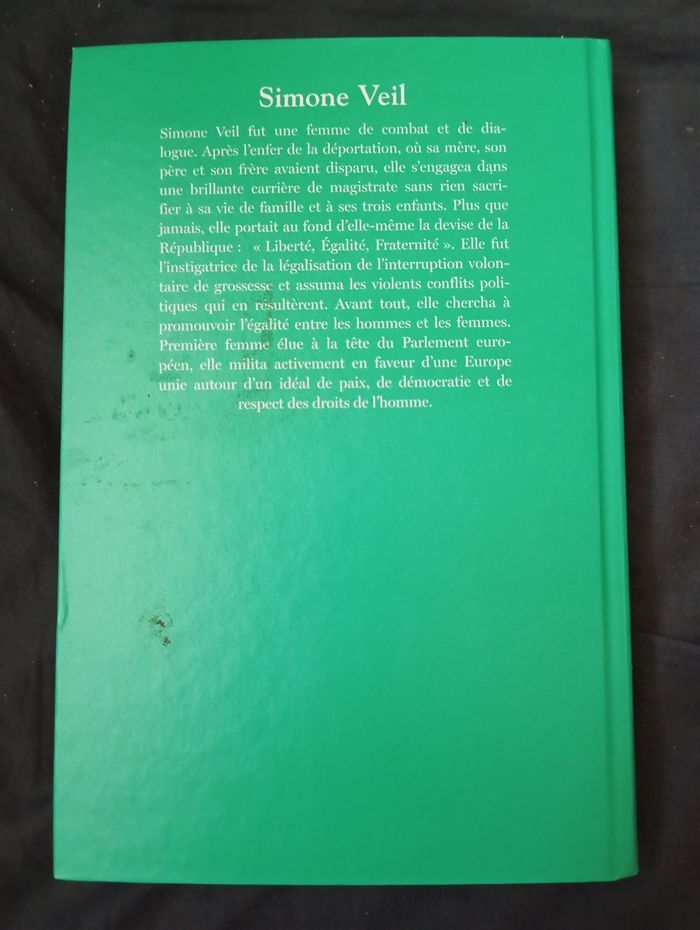 Simone Veil
Simone Veil fut une femme de combat et de dia-
logue. Après l'enfer de la déportation, où sa mère, son
père et son frère avaient disparu, elle s'engagea dans
une brillante carrière de magistrate sans rien sacri-
fier à sa vie de famille et à ses trois enfants. Plus que
jamais, elle portait au fond d'elle-même la devise de la
République : « Liberté, Égalité, Fraternité ». Elle fut
l'instigatrice de la légalisation de l'interruption volon-
taire de grossesse et assuma les violents conflits poli-
tiques qui en résultèrent. Avant tout, elle chercha à
promouvoir l'égalité entre les hommes et les femmes.
Première femme élue à la tête du Parlement euro-
péen, elle milita activement en faveur d'une Europe
unie autour d'un idéal de paix, de démocratie et de
respect des droits de l'homme.